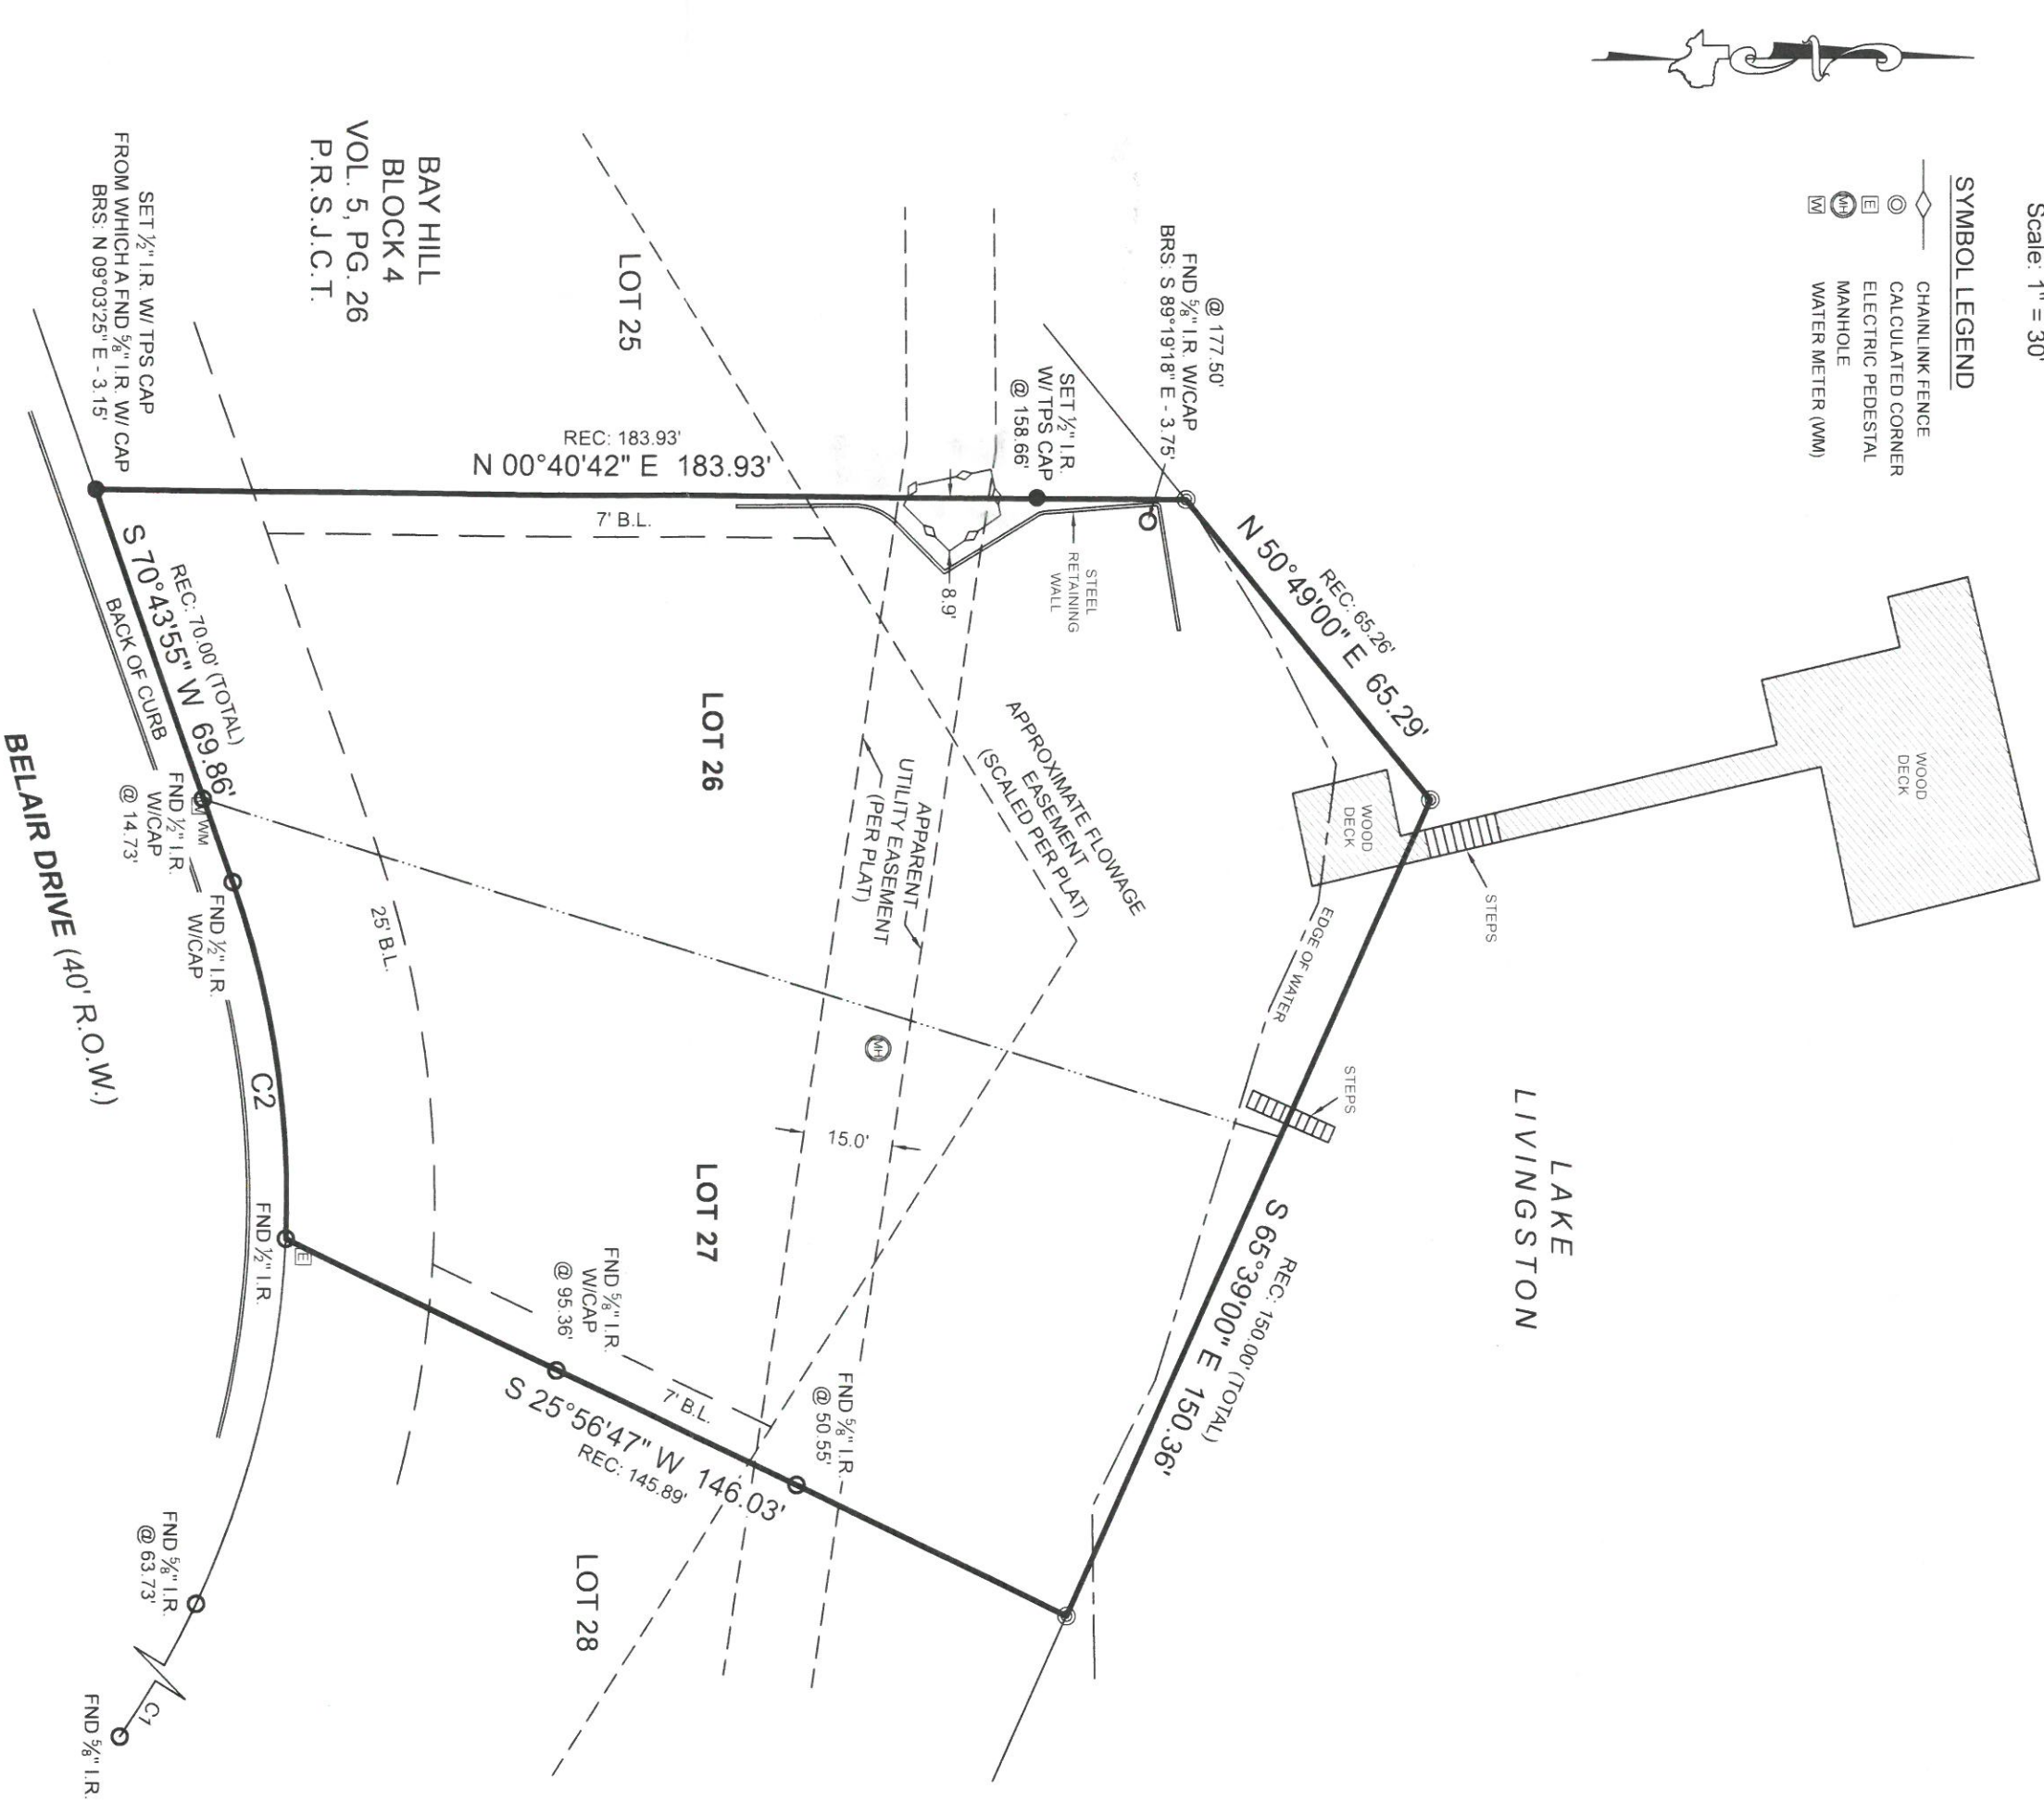 Scale: 1" = 30'
SYMBOL LEGEND
CHAINLINK FENCE
CALCULATED CORNER
E ELECTRIC PEDESTAL
MH MANHOLE
W WATER METER (WM)
WOOD
DECK
STEPS
LAKE
LIVINGSTON
@ 177.50'
FND 5/8" I.R. W/CAP
BRS: S 89°19'18" E - 3.75'
SET 1/2" I.R.
W/ TPS CAP
@ 158.66'
REC: 65.26'
N 50°49'00" E 65.29'
WOOD
DECK
STEPS
EDGE OF WATER
REC: 150.00' (TOTAL)
S 65°39'00" E 150.36'
STEEL
RETAINING
WALL
8.9'
APPROXIMATE FLOWAGE
EASEMENT
(SCALED PER PLAT)
APPARENT
UTILITY EASEMENT
(PER PLAT)
MH
15.0'
LOT 25
LOT 26
LOT 27
LOT 28
REC: 183.93'
N 00°40'42" E 183.93'
7' B.L.
BAY HILL
BLOCK 4
VOL. 5, PG. 26
P.R.S.J.C.T.
FND 5/8" I.R.
@ 50.55'
FND 5/8" I.R.
W/CAP
@ 95.36'
7' B.L.
S 25°56'47" W 146.03'
REC: 145.89'
25' B.L.
SET 1/2" I.R. W/ TPS CAP
FROM WHICH A FND 5/8" I.R. W/ CAP
BRS: N 09°03'25" E - 3.15'
REC: 70.00' (TOTAL)
S 70°43'55" W 69.86'
BACK OF CURB
WM
FND 1/2" I.R.
W/CAP
@ 14.73'
FND 1/2" I.R.
W/CAP
C2
E
FND 1/2" I.R.
BELAIR DRIVE (40' R.O.W.)
FND 5/8" I.R.
@ 63.73'
C1
FND 5/8" I.R.